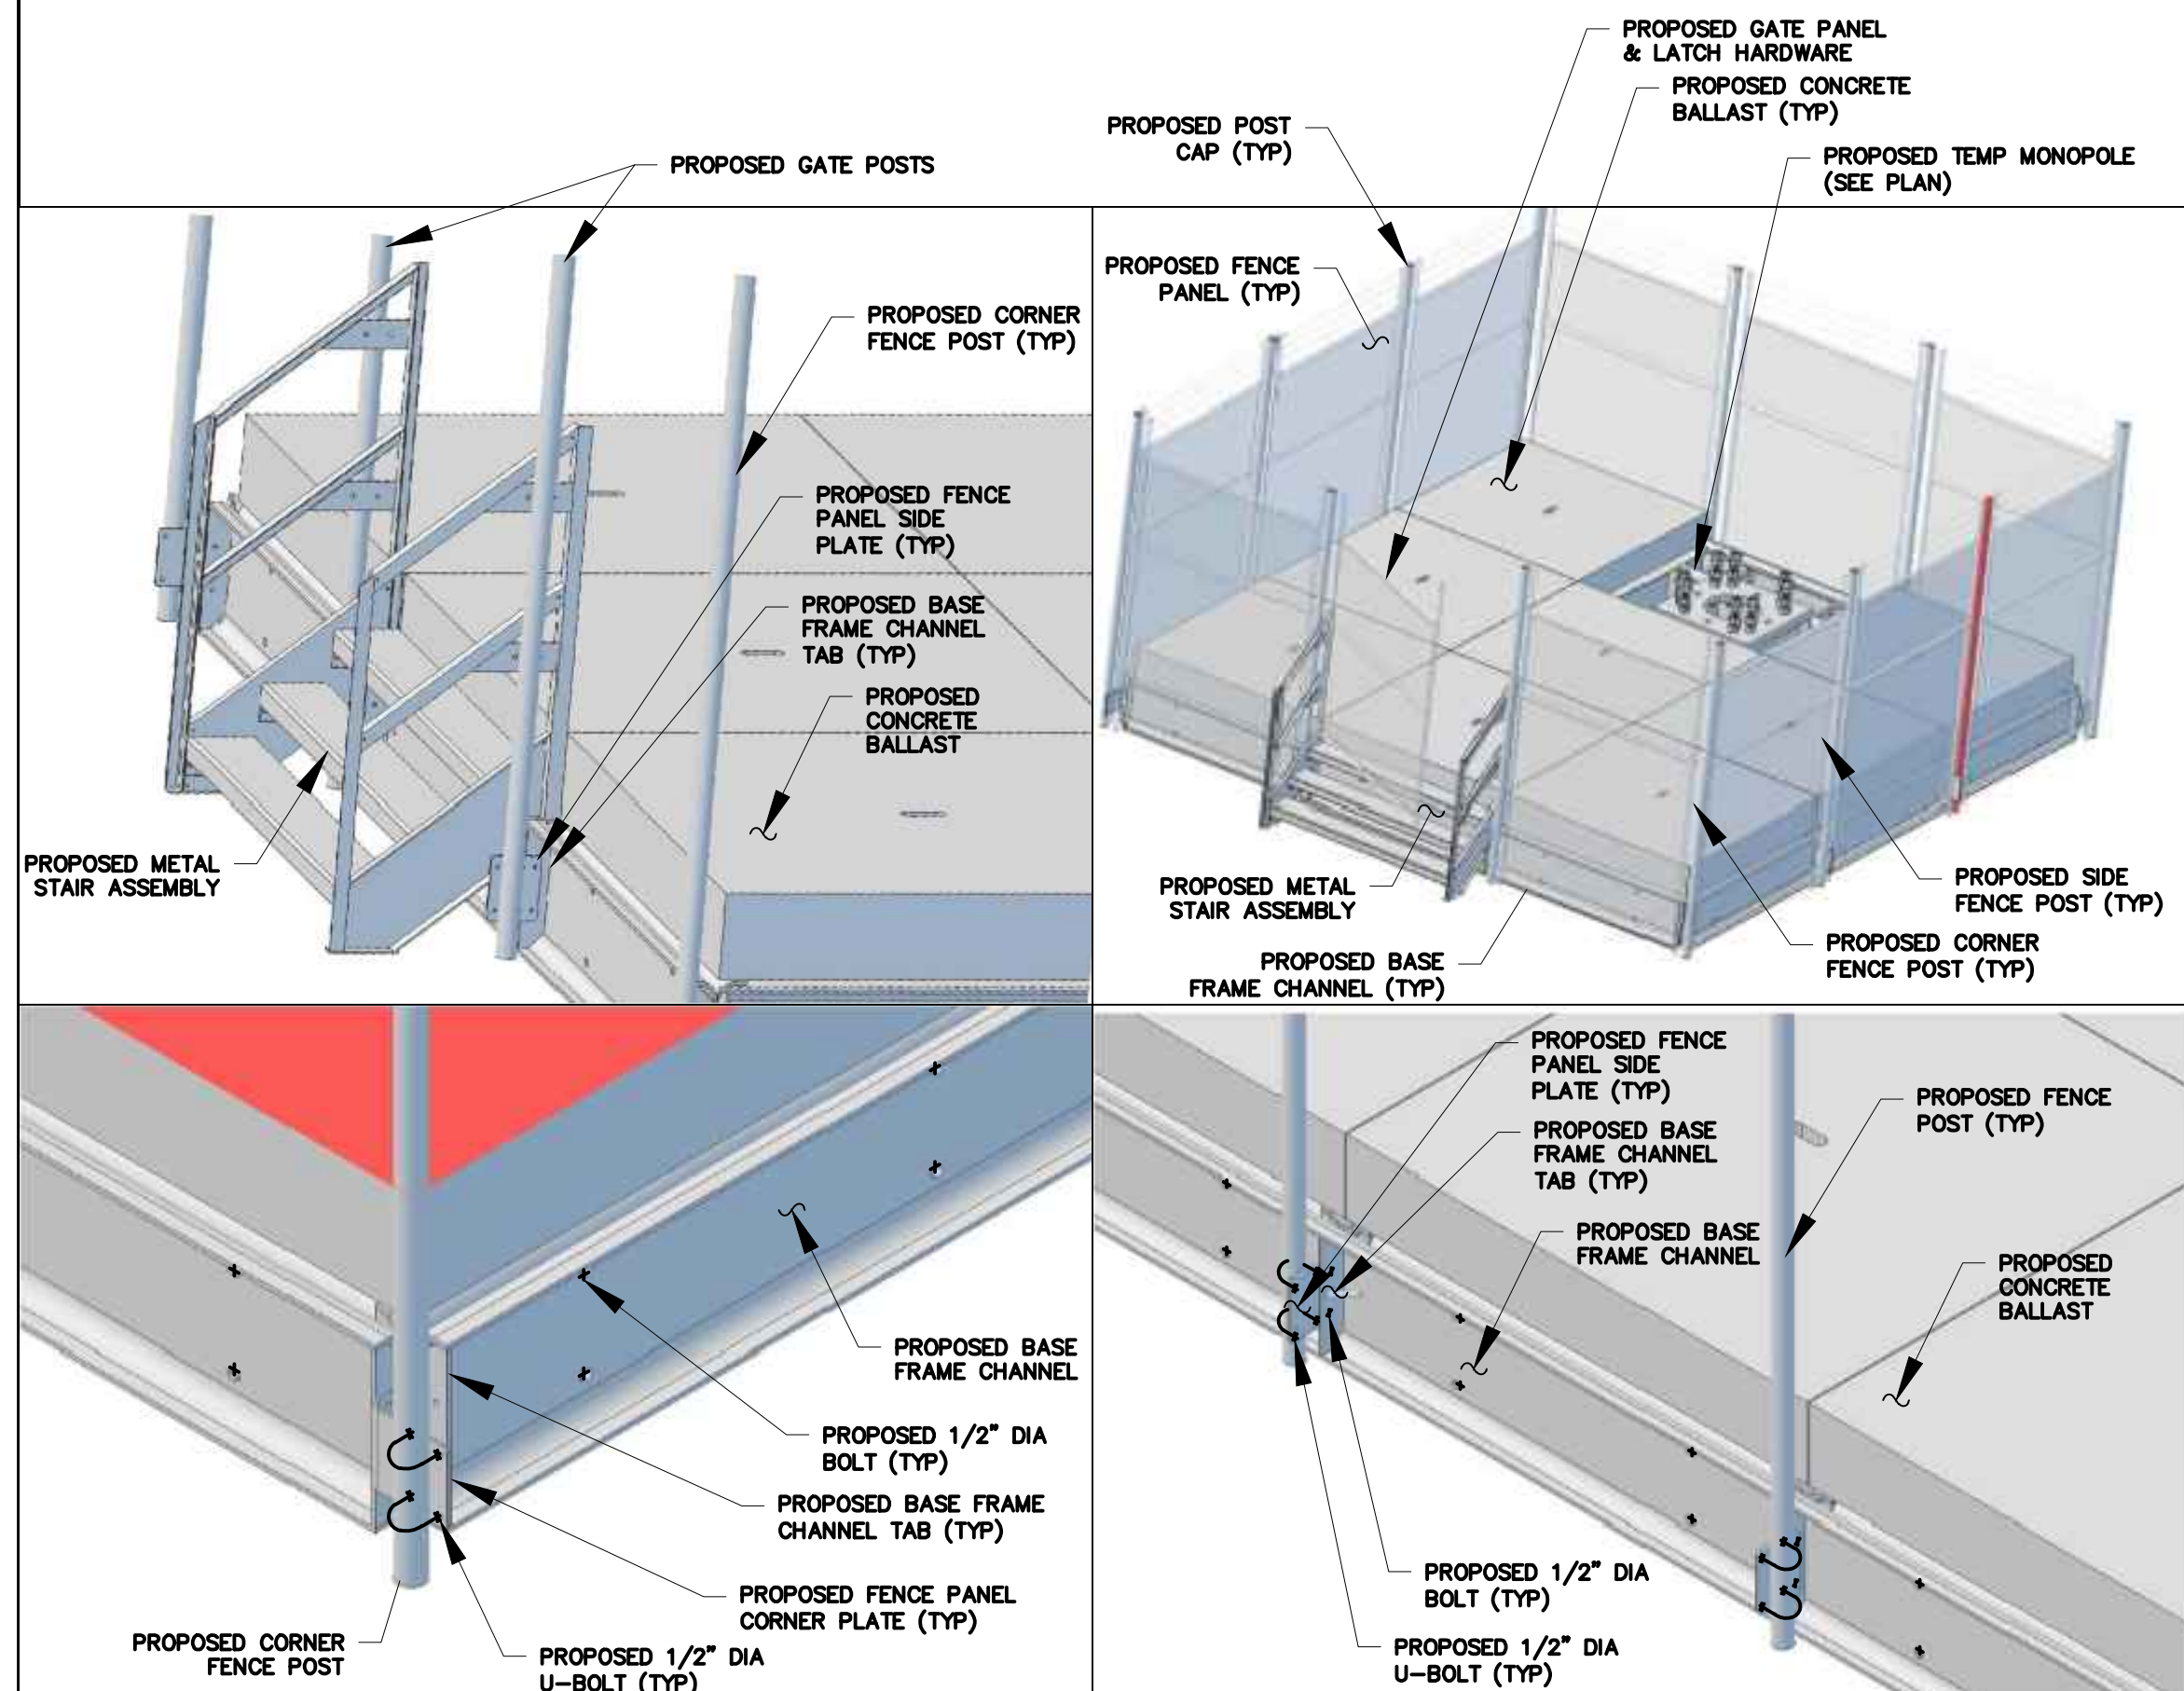 PROPOSED GATE PANEL
& LATCH HARDWARE
PROPOSED CONCRETE
BALLAST (TYP)
PROPOSED POST
CAP (TYP)
PROPOSED TEMP MONOPOLE
(SEE PLAN)
PROPOSED GATE POSTS
PROPOSED FENCE
PANEL (TYP)
PROPOSED CORNER
FENCE POST (TYP)
PROPOSED FENCE
PANEL SIDE
PLATE (TYP)
PROPOSED BASE
FRAME CHANNEL
TAB (TYP)
PROPOSED
CONCRETE
BALLAST
PROPOSED METAL
STAIR ASSEMBLY
PROPOSED METAL
STAIR ASSEMBLY
PROPOSED SIDE
FENCE POST (TYP)
PROPOSED CORNER
FENCE POST (TYP)
PROPOSED BASE
FRAME CHANNEL (TYP)
PROPOSED BASE
FRAME CHANNEL
PROPOSED 1/2" DIA
BOLT (TYP)
PROPOSED BASE FRAME
CHANNEL TAB (TYP)
PROPOSED FENCE PANEL
CORNER PLATE (TYP)
PROPOSED CORNER
FENCE POST
PROPOSED 1/2" DIA
U-BOLT (TYP)
PROPOSED FENCE
PANEL SIDE
PLATE (TYP)
PROPOSED FENCE
POST (TYP)
PROPOSED BASE
FRAME CHANNEL
TAB (TYP)
PROPOSED BASE
FRAME CHANNEL
PROPOSED
CONCRETE
BALLAST
PROPOSED 1/2" DIA
BOLT (TYP)
PROPOSED 1/2" DIA
U-BOLT (TYP)